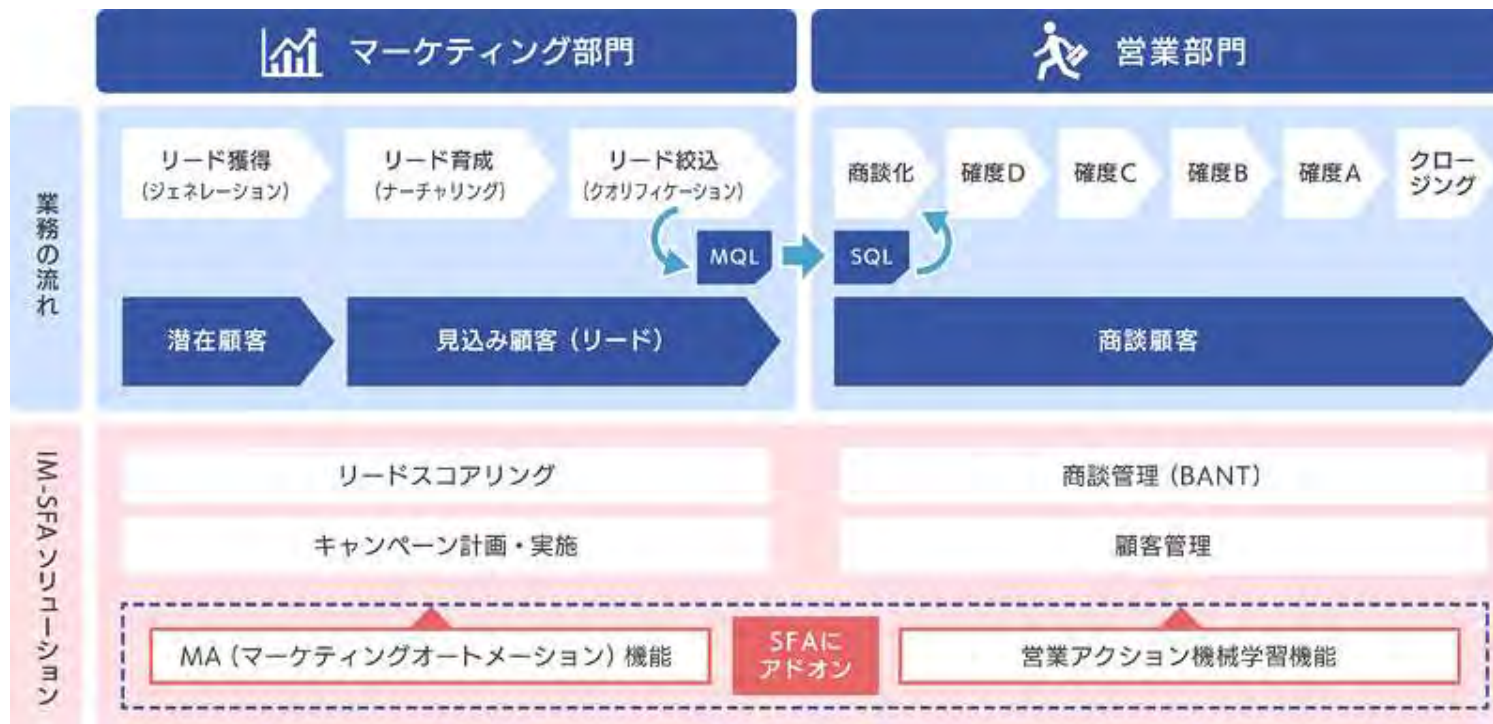 マーケティング部門
営業部門
業務の流れ
リード獲得
(ジェネレーション)
リード育成
(ナーチャリング)
リード絞込
(クオリフィケーション)
商談化
確度D
確度C
確度B
確度A
クロー
ジング
MQL
SQL
潜在顧客
見込み顧客（リード）
商談顧客
IM-SFAソリューション
リードスコアリング
商談管理（BANT）
キャンペーン計画・実施
顧客管理
MA（マーケティングオートメーション）機能
SFAに
アドオン
営業アクション機械学習機能